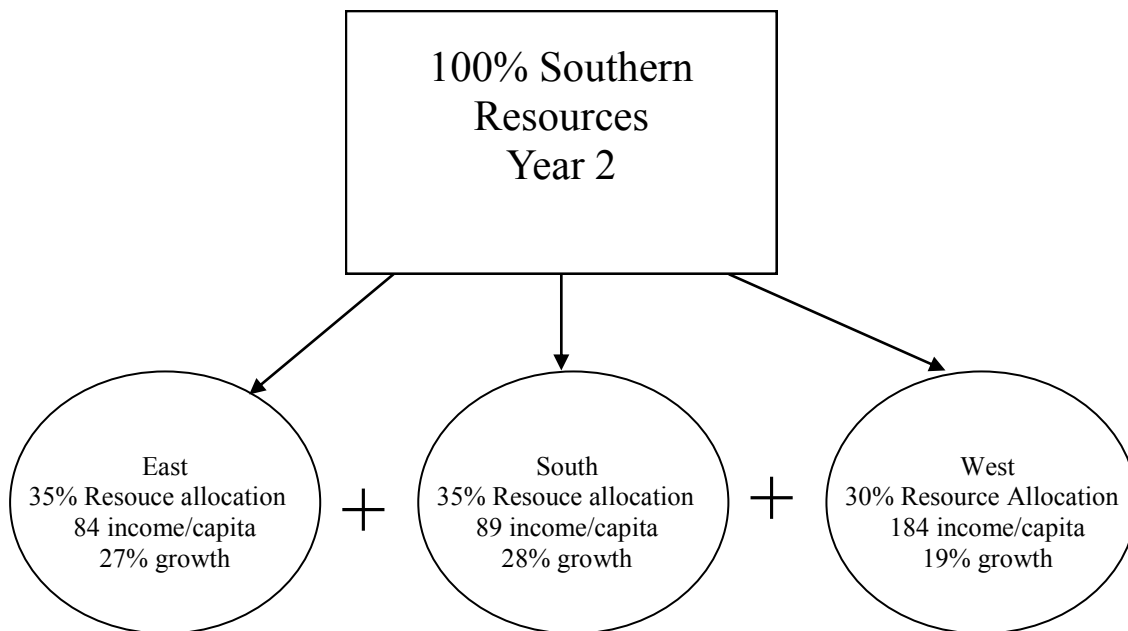 100% Southern
Resources
Year 2
East
35% Resouce allocation
84 income/capita
27% growth
+
South
35% Resouce allocation
89 income/capita
28% growth
+
West
30% Resource Allocation
184 income/capita
19% growth